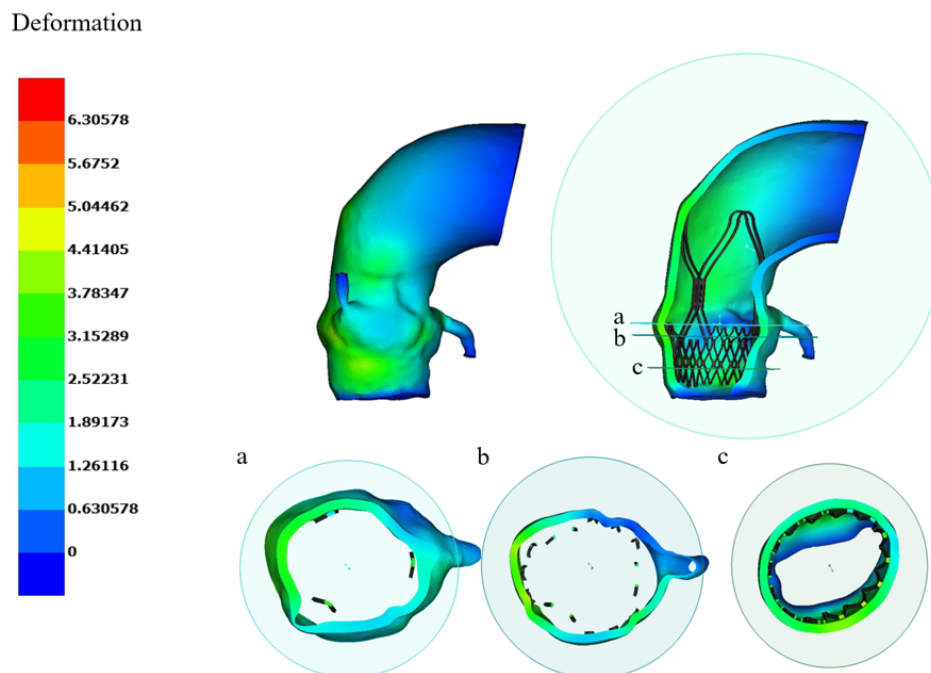 Deformation
6.30578
5.6752
5.04462
4.41405
3.78347
3.15289
2.52231
1.89173
1.26116
0.630578
0
a
b
c
a
b
c